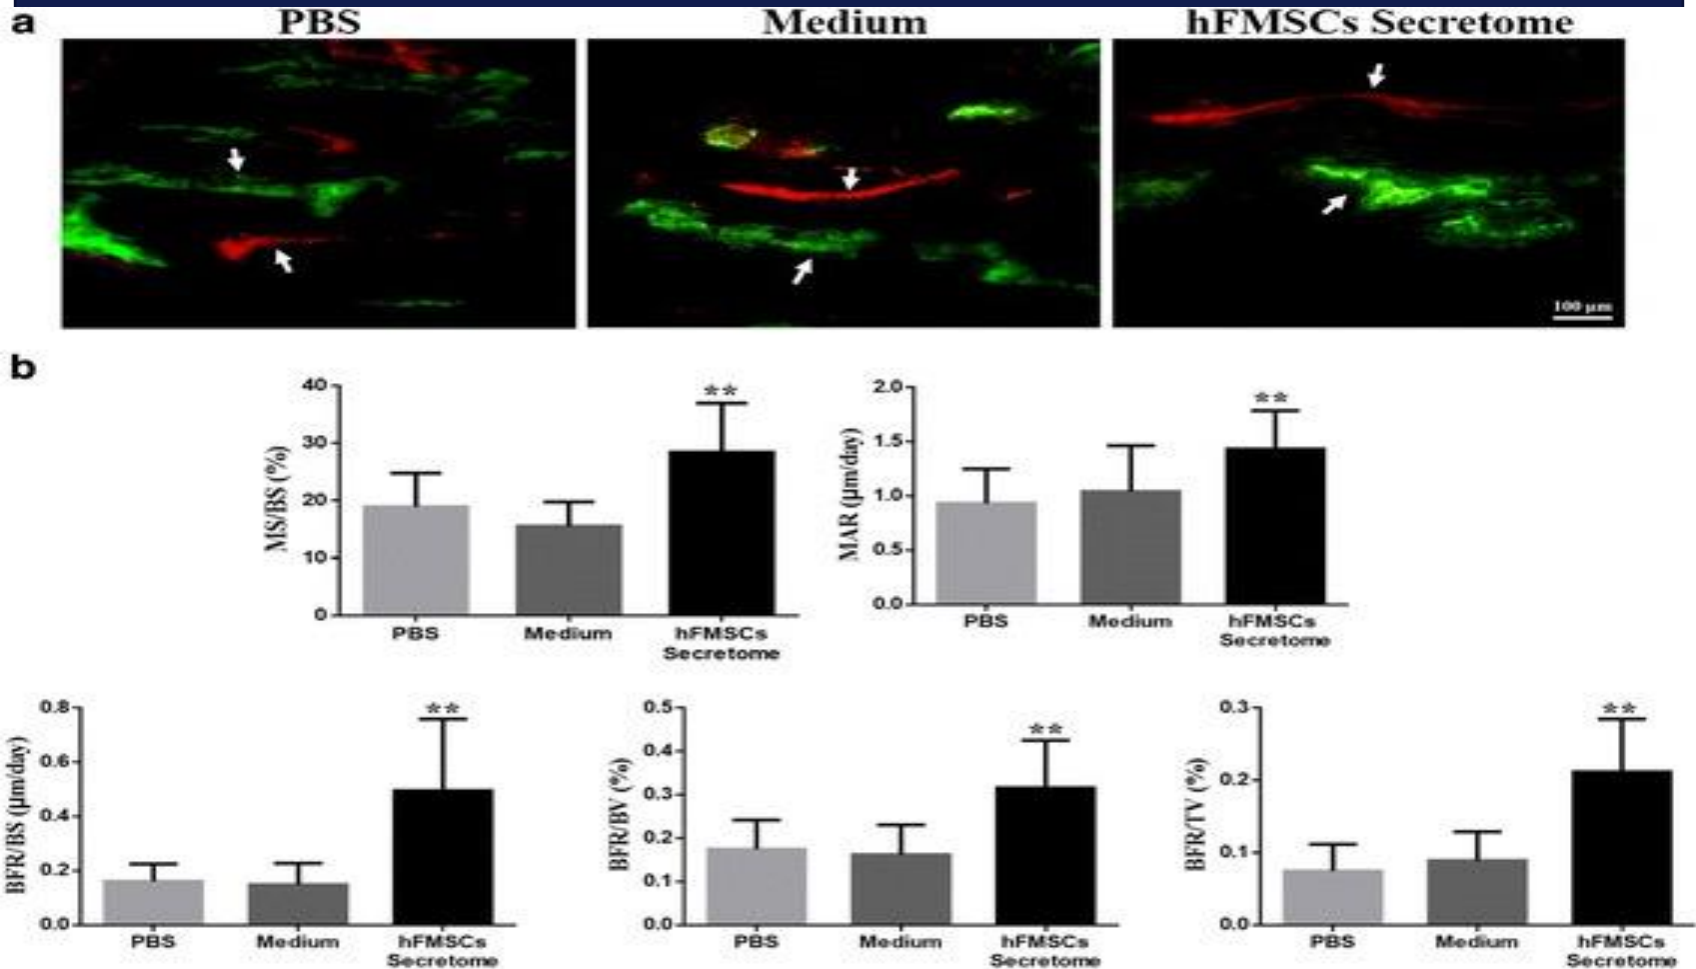 a
PBS
Medium
hFMSCs Secretome
100 µm
b
MS/BS (%)
40
30
20
10
0
**
PBS
Medium
hFMSCs
Secretome
MAR (µm/day)
2.0
1.5
1.0
0.5
0.0
**
PBS
Medium
hFMSCs
Secretome
BFR/BS (µm/day)
0.8
0.6
0.4
0.2
0.0
**
PBS
Medium
hFMSCs
Secretome
BFR/BV (%)
0.5
0.4
0.3
0.2
0.1
0.0
**
PBS
Medium
hFMSCs
Secretome
BFR/TV (%)
0.3
0.2
0.1
0.0
**
PBS
Medium
hFMSCs
Secretome